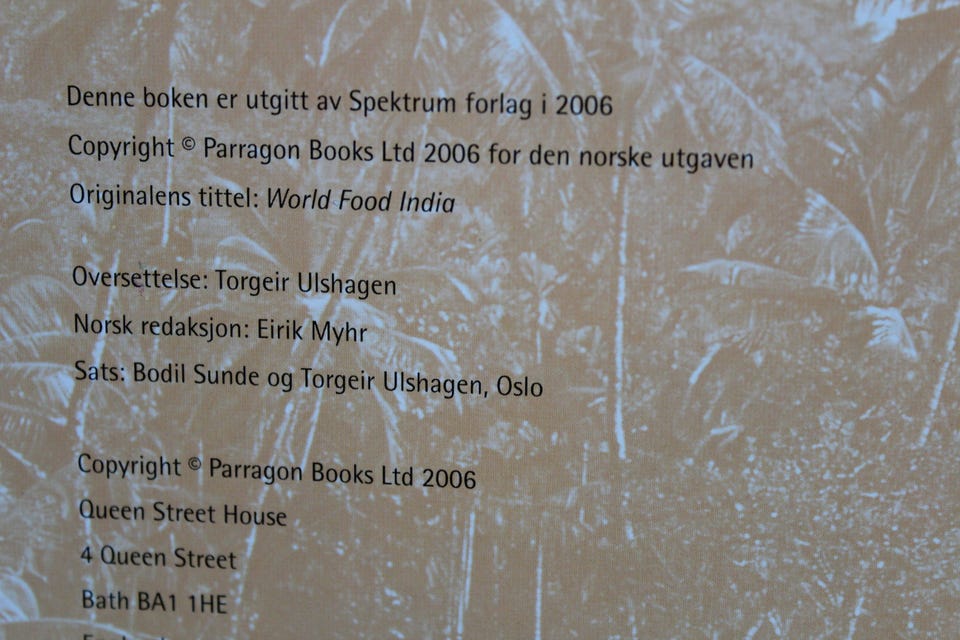 Denne boken er utgitt av Spektrum forlag i 2006
Copyright © Parragon Books Ltd 2006 for den norske utgaven
Originalens tittel: World Food India
Oversettelse: Torgeir Ulshagen
Norsk redaksjon: Eirik Myhr
Sats: Bodil Sunde og Torgeir Ulshagen, Oslo
Copyright © Parragon Books Ltd 2006
Queen Street House
4 Queen Street
Bath BA1 1HE